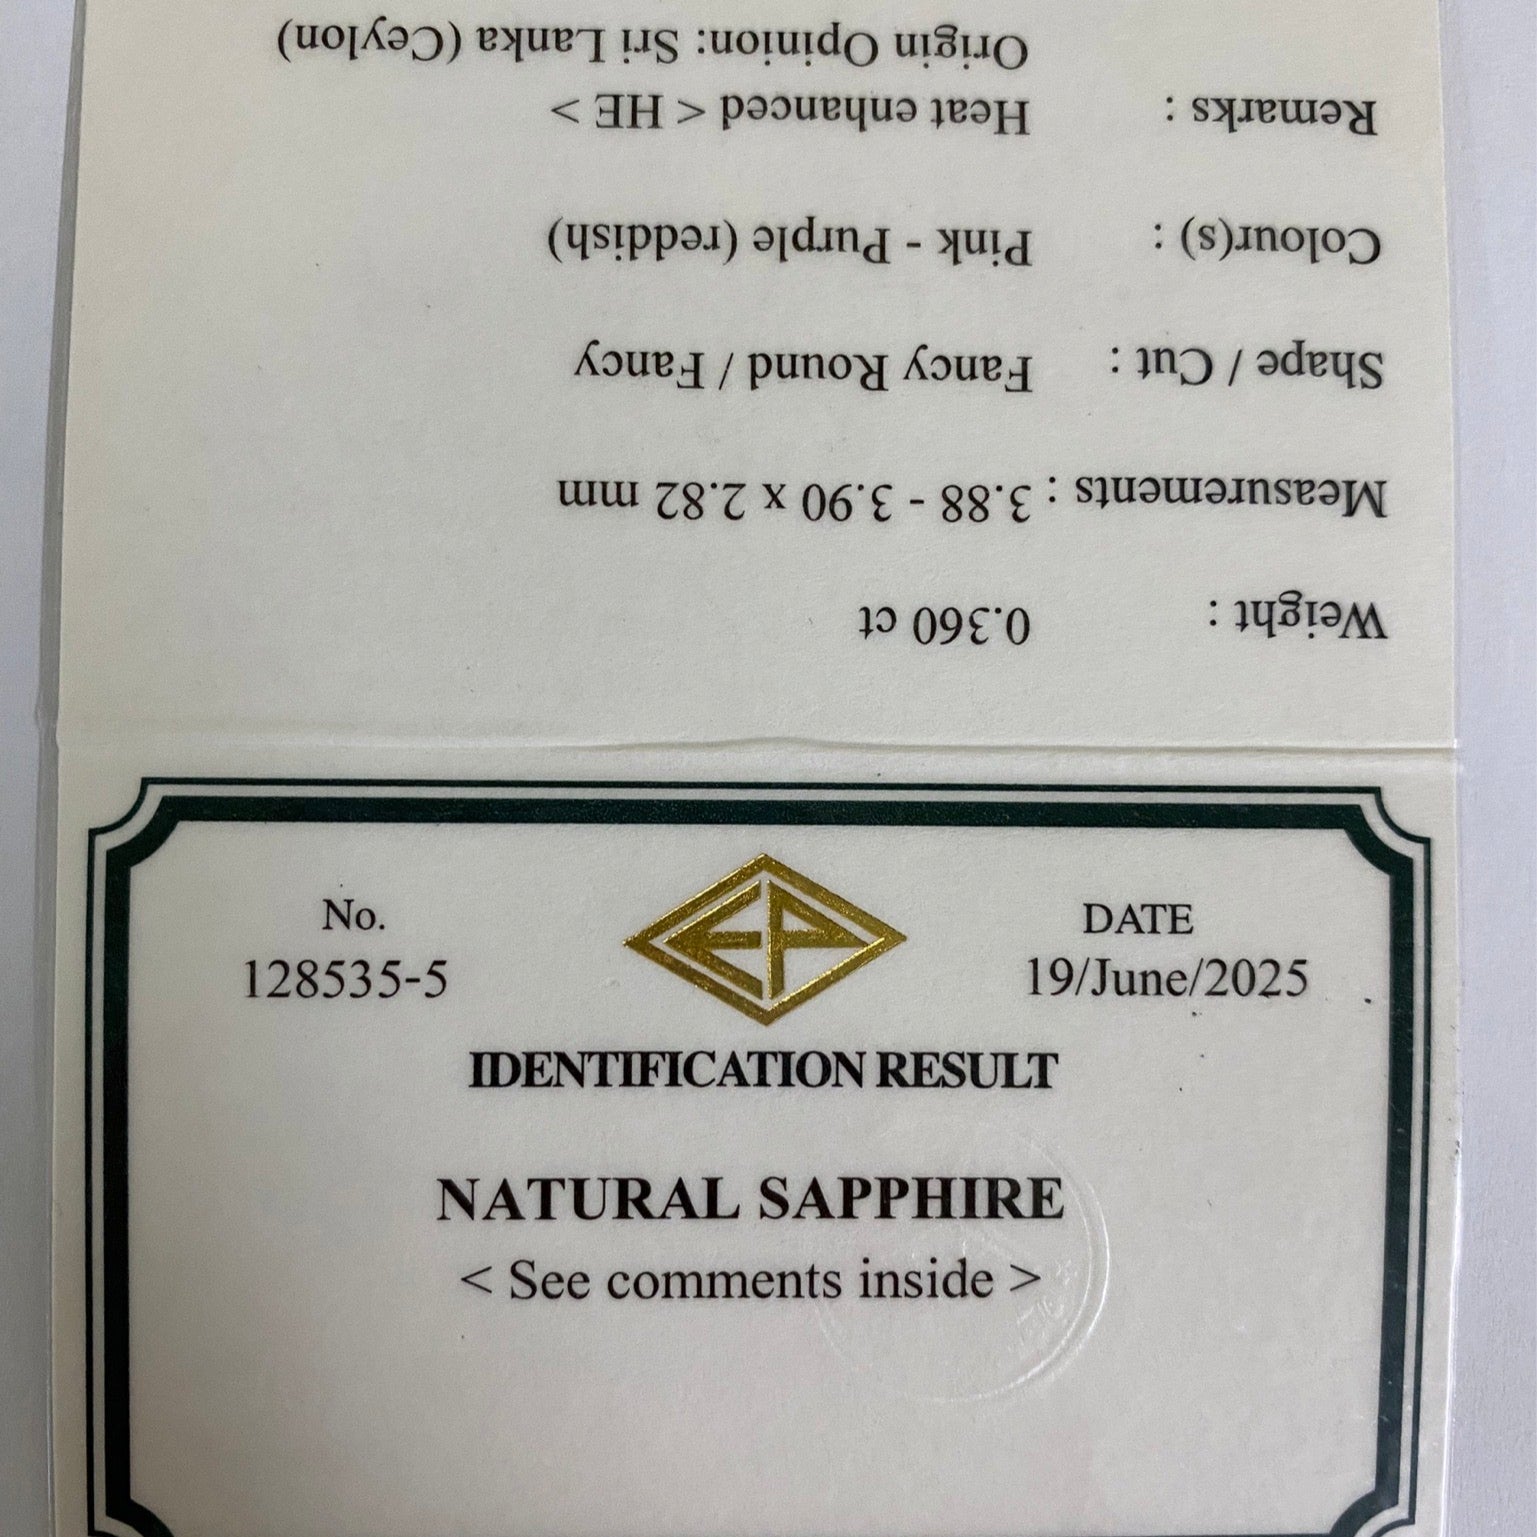 No.
128535-5
EP
DATE
19/June/2025
IDENTIFICATION RESULT
NATURAL SAPPHIRE
< See comments inside >
Weight : 0.360 ct
Measurements : 3.88 - 3.90 x 2.82 mm
Shape / Cut : Fancy Round / Fancy
Colour(s) : Pink - Purple (reddish)
Remarks : Heat enhanced < HE >
Origin Opinion: Sri Lanka (Ceylon)